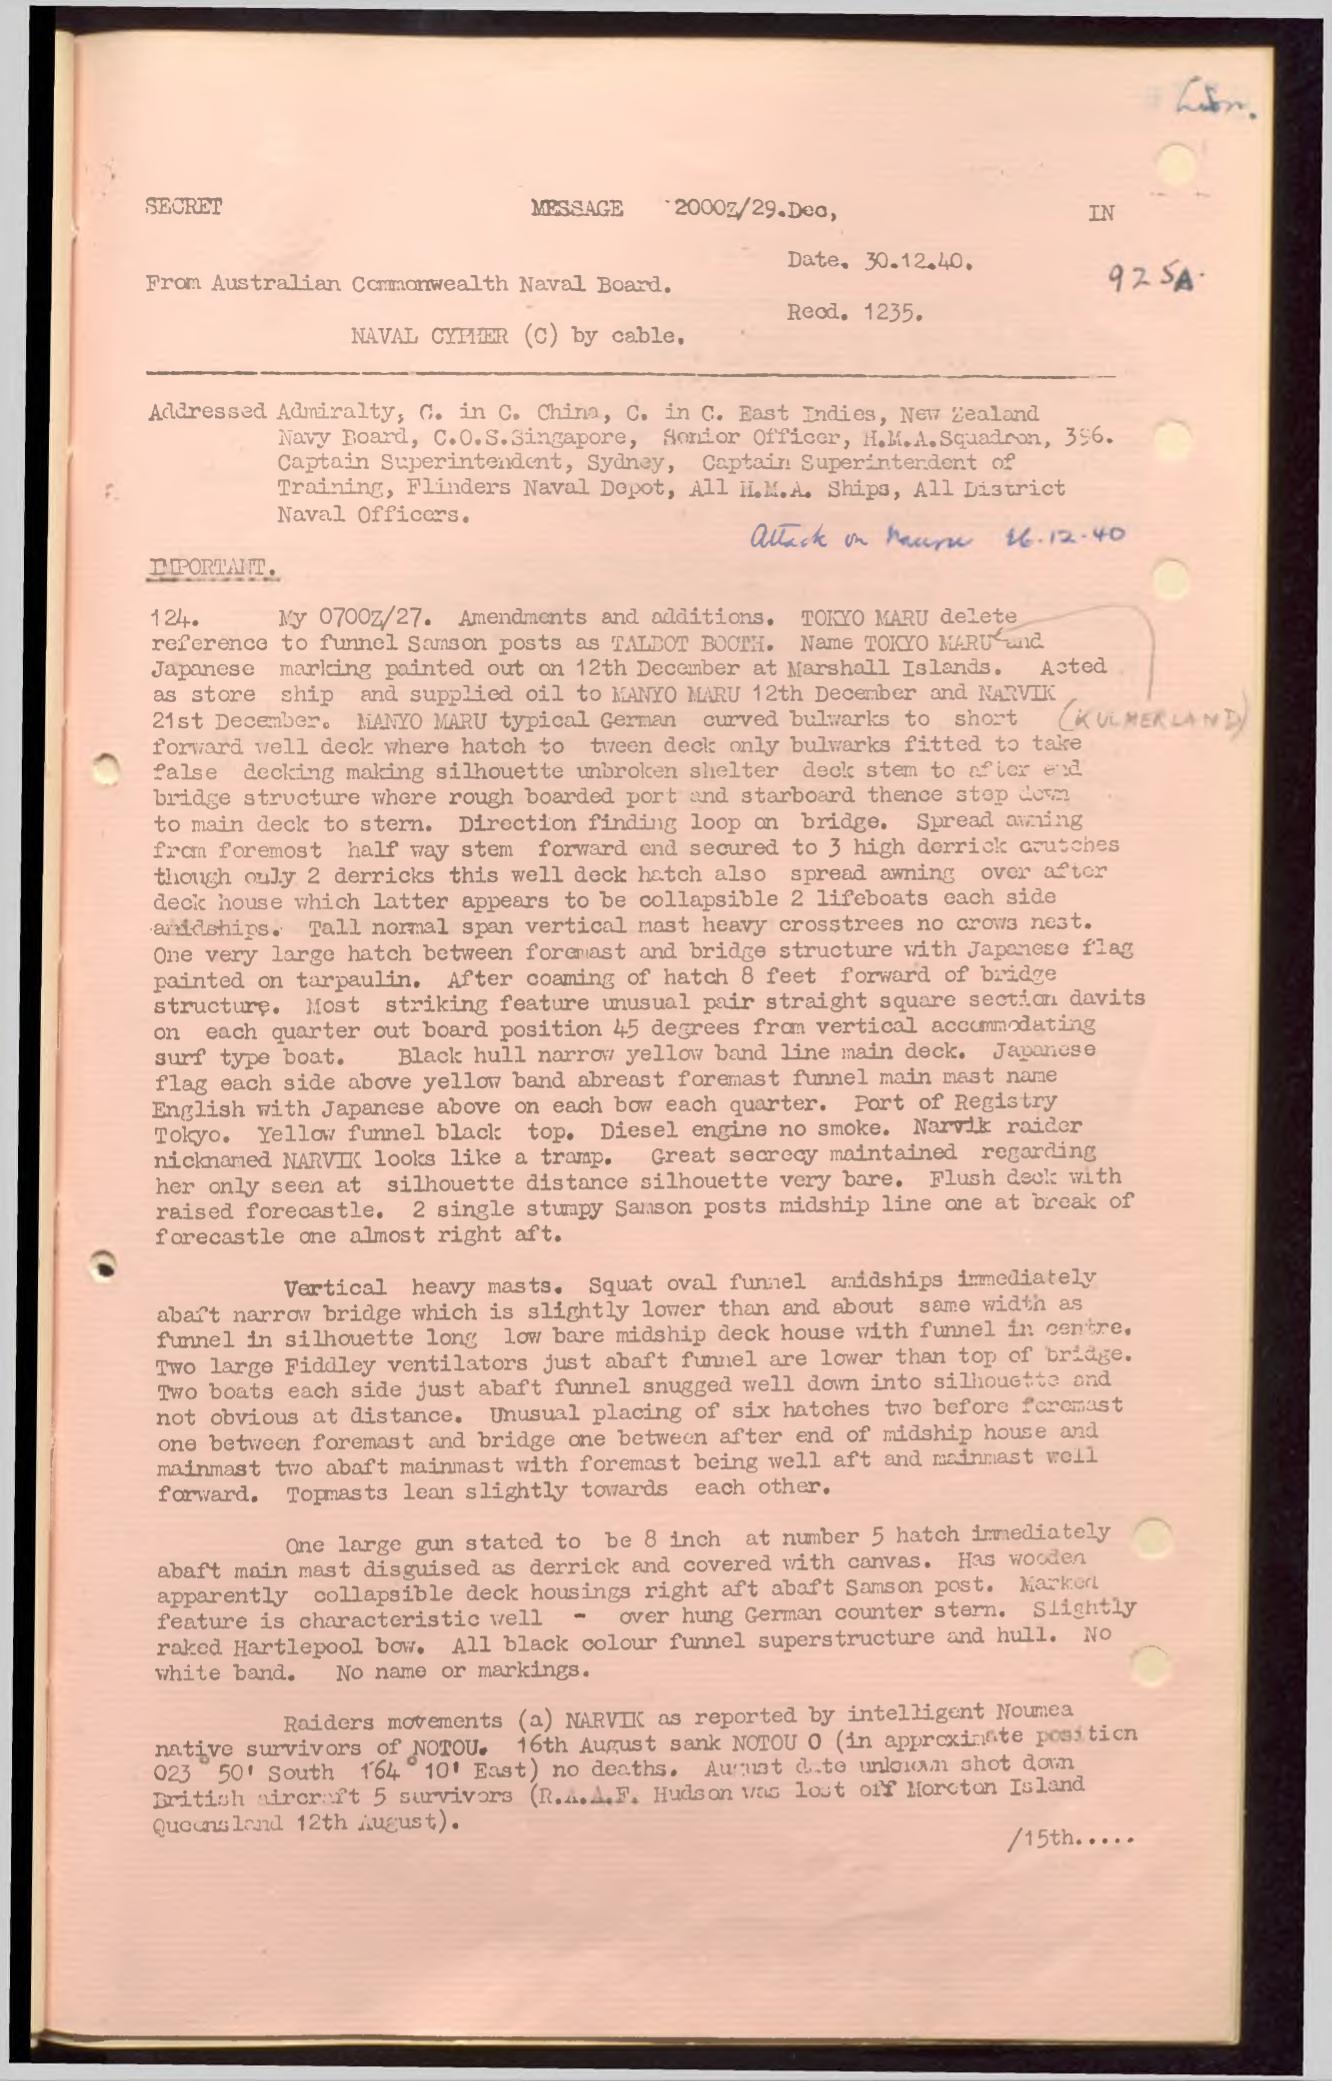 SECRET MESSAGE 2000Z/29.Dec, IN
Date. 30.12.40.
925A.
From Australian Commonwealth Naval Board.
Recd. 1235.
NAVAL CYPHER (C) by cable.
Addressed Admiralty, C. in C. China, C. in C. East Indies, New Zealand
Navy Board, C.O.S.Singapore, Senior Officer, H.M.A.Squadron, 396.
Captain Superintendent, Sydney, Captain Superintendent of
Training, Flinders Naval Depot, All H.M.A. Ships, All District
Naval Officers.
Attack on Nauru 26.12.40
IMPORTANT.
124. My 0700Z/27. Amendments and additions. TOKYO MARU delete
reference to funnel Samson posts as TALBOT BOOTH. Name TOKYO MARU and
Japanese marking painted out on 12th December at Marshall Islands. Acted
as store ship and supplied oil to MANYO MARU 12th December and NARVIK
21st December. MANYO MARU typical German curved bulwarks to short (KULMERLAND)
forward well deck where hatch to tween deck only bulwarks fitted to take
false decking making silhouette unbroken shelter deck stem to after end
bridge structure where rough boarded port and starboard thence step down
to main deck to stern. Direction finding loop on bridge. Spread awning
from foremost half way stem forward end secured to 3 high derrick crutches
though only 2 derricks this well deck hatch also spread awning over after
deck house which latter appears to be collapsible 2 lifeboats each side
amidships. Tall normal span vertical mast heavy crosstrees no crows nest.
One very large hatch between foremast and bridge structure with Japanese flag
painted on tarpaulin. After coaming of hatch 8 feet forward of bridge
structure. Most striking feature unusual pair straight square section davits
on each quarter out board position 45 degrees from vertical accommodating
surf type boat. Black hull narrow yellow band line main deck. Japanese
flag each side above yellow band abreast foremast funnel main mast name
English with Japanese above on each bow each quarter. Port of Registry
Tokyo. Yellow funnel black top. Diesel engine no smoke. Narvik raider
nicknamed NARVIK looks like a tramp. Great secrecy maintained regarding
her only seen at silhouette distance silhouette very bare. Flush deck with
raised forecastle. 2 single stumpy Samson posts midship line one at break of
forecastle one almost right aft.
Vertical heavy masts. Squat oval funnel amidships immediately
abaft narrow bridge which is slightly lower than and about same width as
funnel in silhouette long low bare midship deck house with funnel in centre.
Two large Fiddley ventilators just abaft funnel are lower than top of bridge.
Two boats each side just abaft funnel snugged well down into silhouette and
not obvious at distance. Unusual placing of six hatches two before foremast
one between foremast and bridge one between after end of midship house and
mainmast two abaft mainmast with foremast being well aft and mainmast well
forward. Topmasts lean slightly towards each other.
One large gun stated to be 8 inch at number 5 hatch immediately
abaft main mast disguised as derrick and covered with canvas. Has wooden
apparently collapsible deck housings right aft abaft Samson post. Marked
feature is characteristic well - over hung German counter stern. Slightly
raked Hartlepool bow. All black colour funnel superstructure and hull. No
white band. No name or markings.
Raiders movements (a) NARVIK as reported by intelligent Noumea
native survivors of NOTOU. 16th August sank NOTOU O (in approximate position
023° 50' South 164° 10' East) no deaths. August date unknown shot down
British aircraft 5 survivors (R.A.A.F. Hudson was lost off Moreton Island
Queensland 12th August).
/15th.....